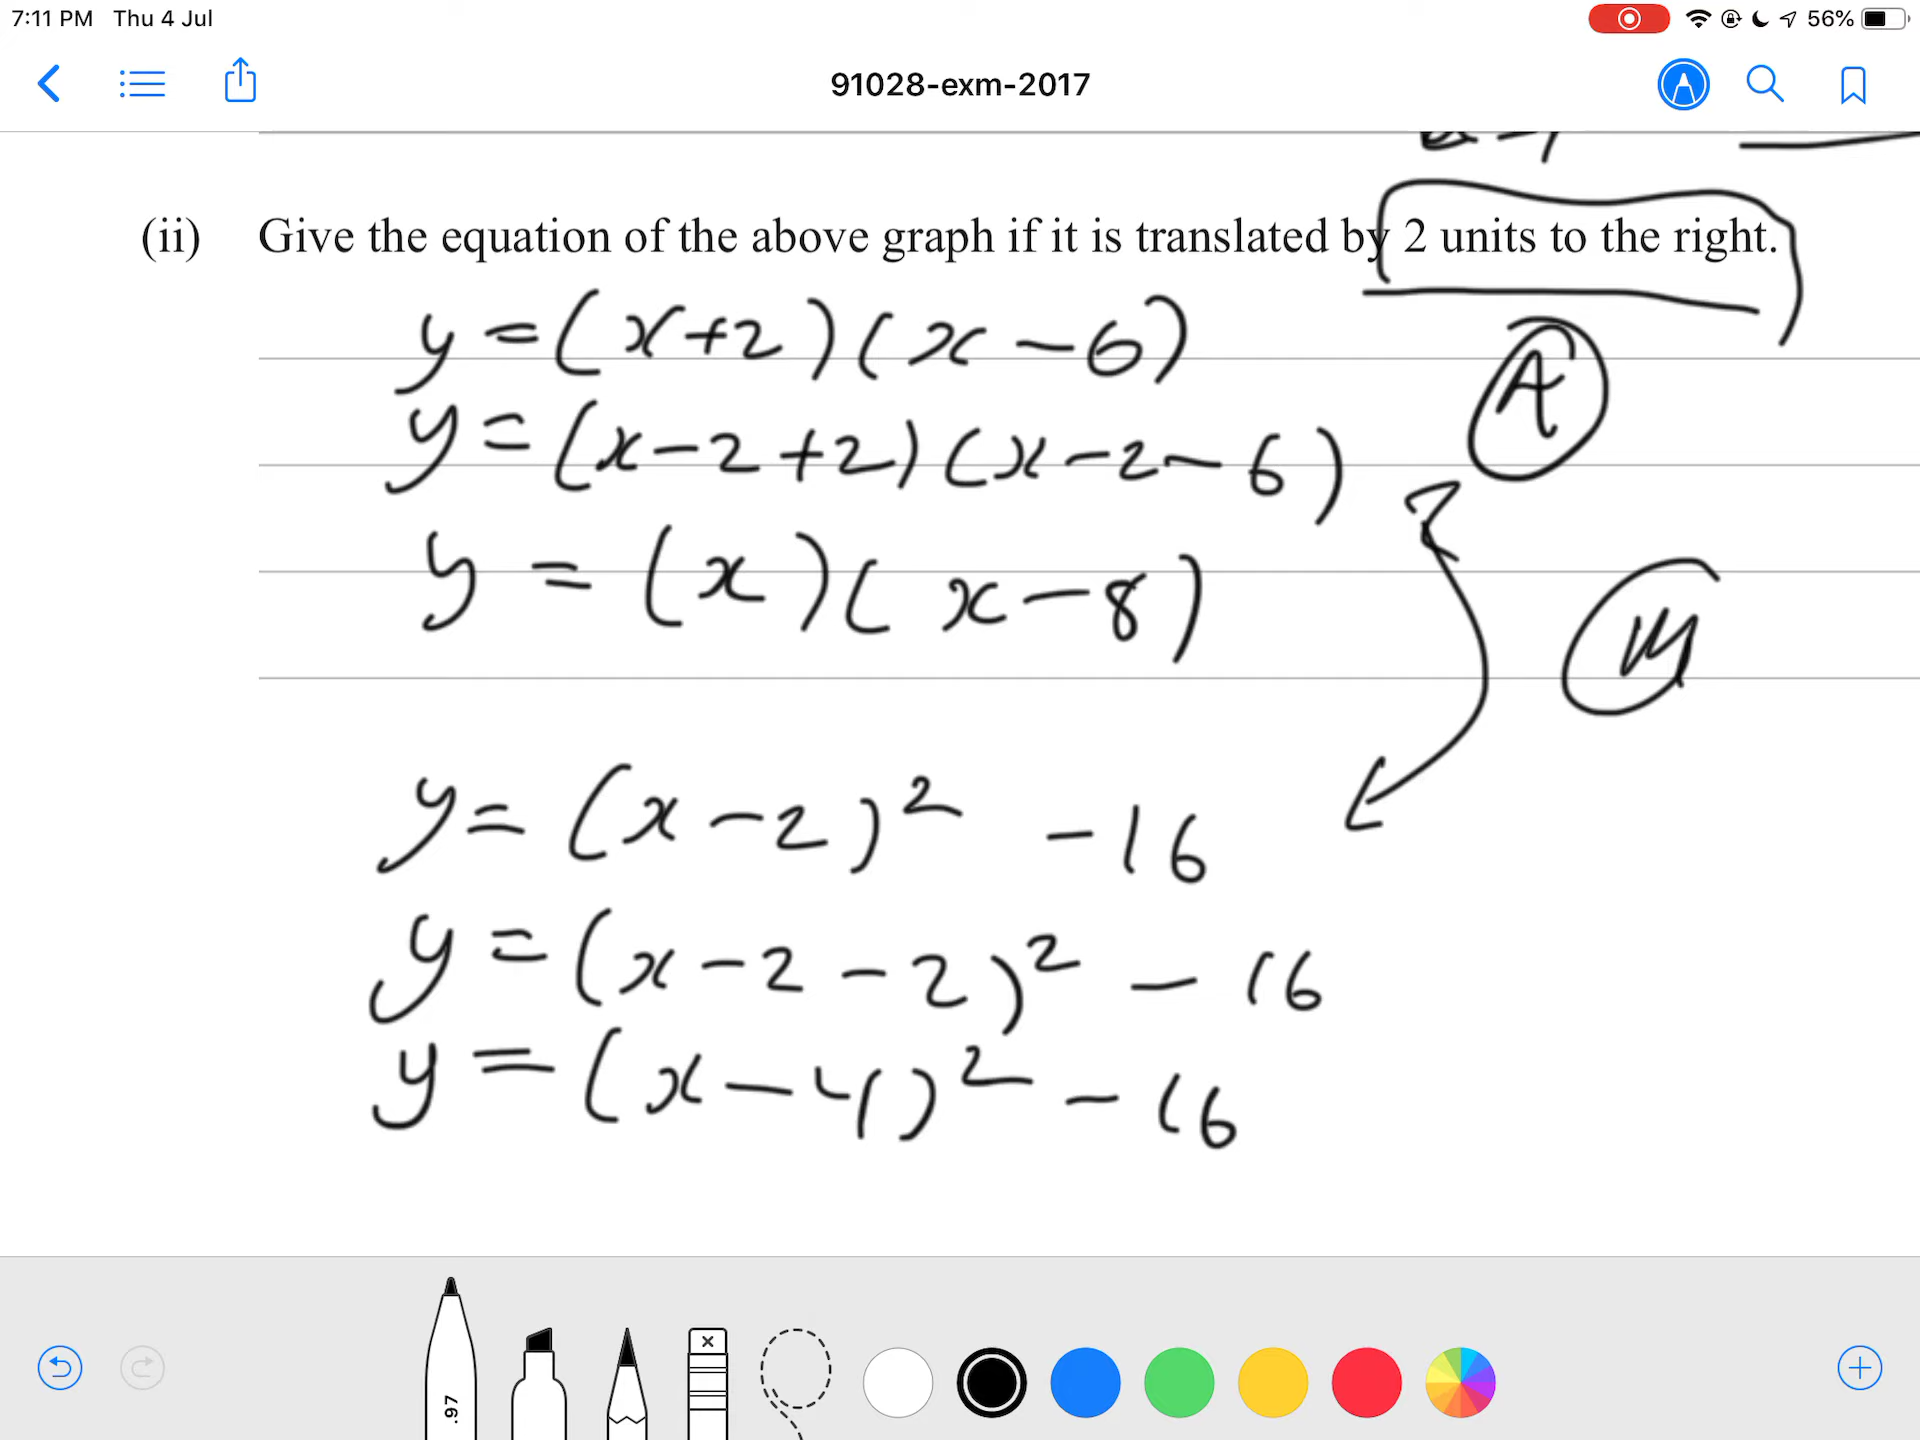 7:11 PM Thu 4 Jul 56%
91028-exm-2017
(ii) Give the equation of the above graph if it is translated by 2 units to the right.
y = (x+2)(x-6)
A
y = (x-2+2)(x-2-6)
y = (x)(x-8)
M
y = (x-2)² -16
y = (x-2-2)² - 16
y = (x-4)² - 16
.97